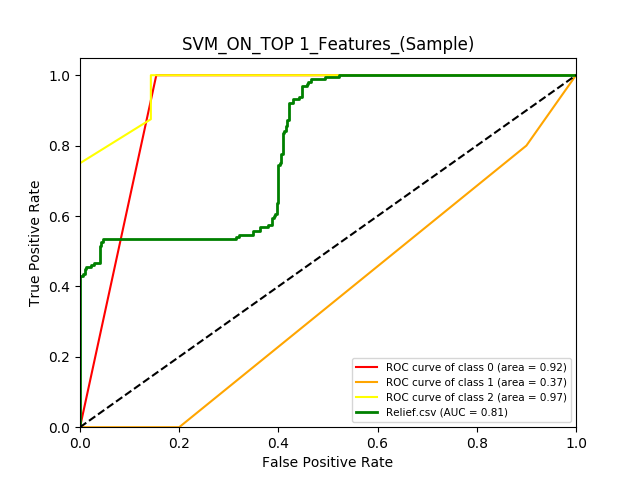 SVM_ON_TOP 1_Features_(Sample)
1.0
0.8
0.6
0.4
0.2
0.0
True Positive Rate
ROC curve of class 0 (area = 0.92)
ROC curve of class 1 (area = 0.37)
ROC curve of class 2 (area = 0.97)
Relief.csv (AUC = 0.81)
0.0 0.2 0.4 0.6 0.8 1.0
False Positive Rate